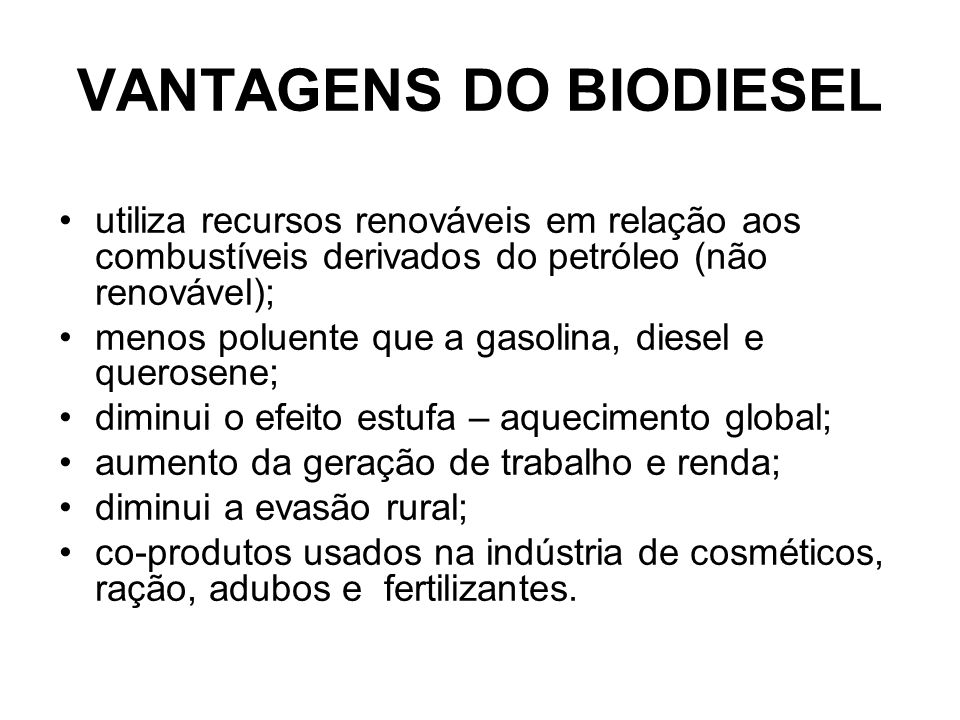 VANTAGENS DO BIODIESEL
• utiliza recursos renováveis em relação aos
combustíveis derivados do petróleo (não
renovável);
• menos poluente que a gasolina, diesel e
querosene;
• diminui o efeito estufa – aquecimento global;
• aumento da geração de trabalho e renda;
• diminui a evasão rural;
• co-produtos usados na indústria de cosméticos,
ração, adubos e  fertilizantes.